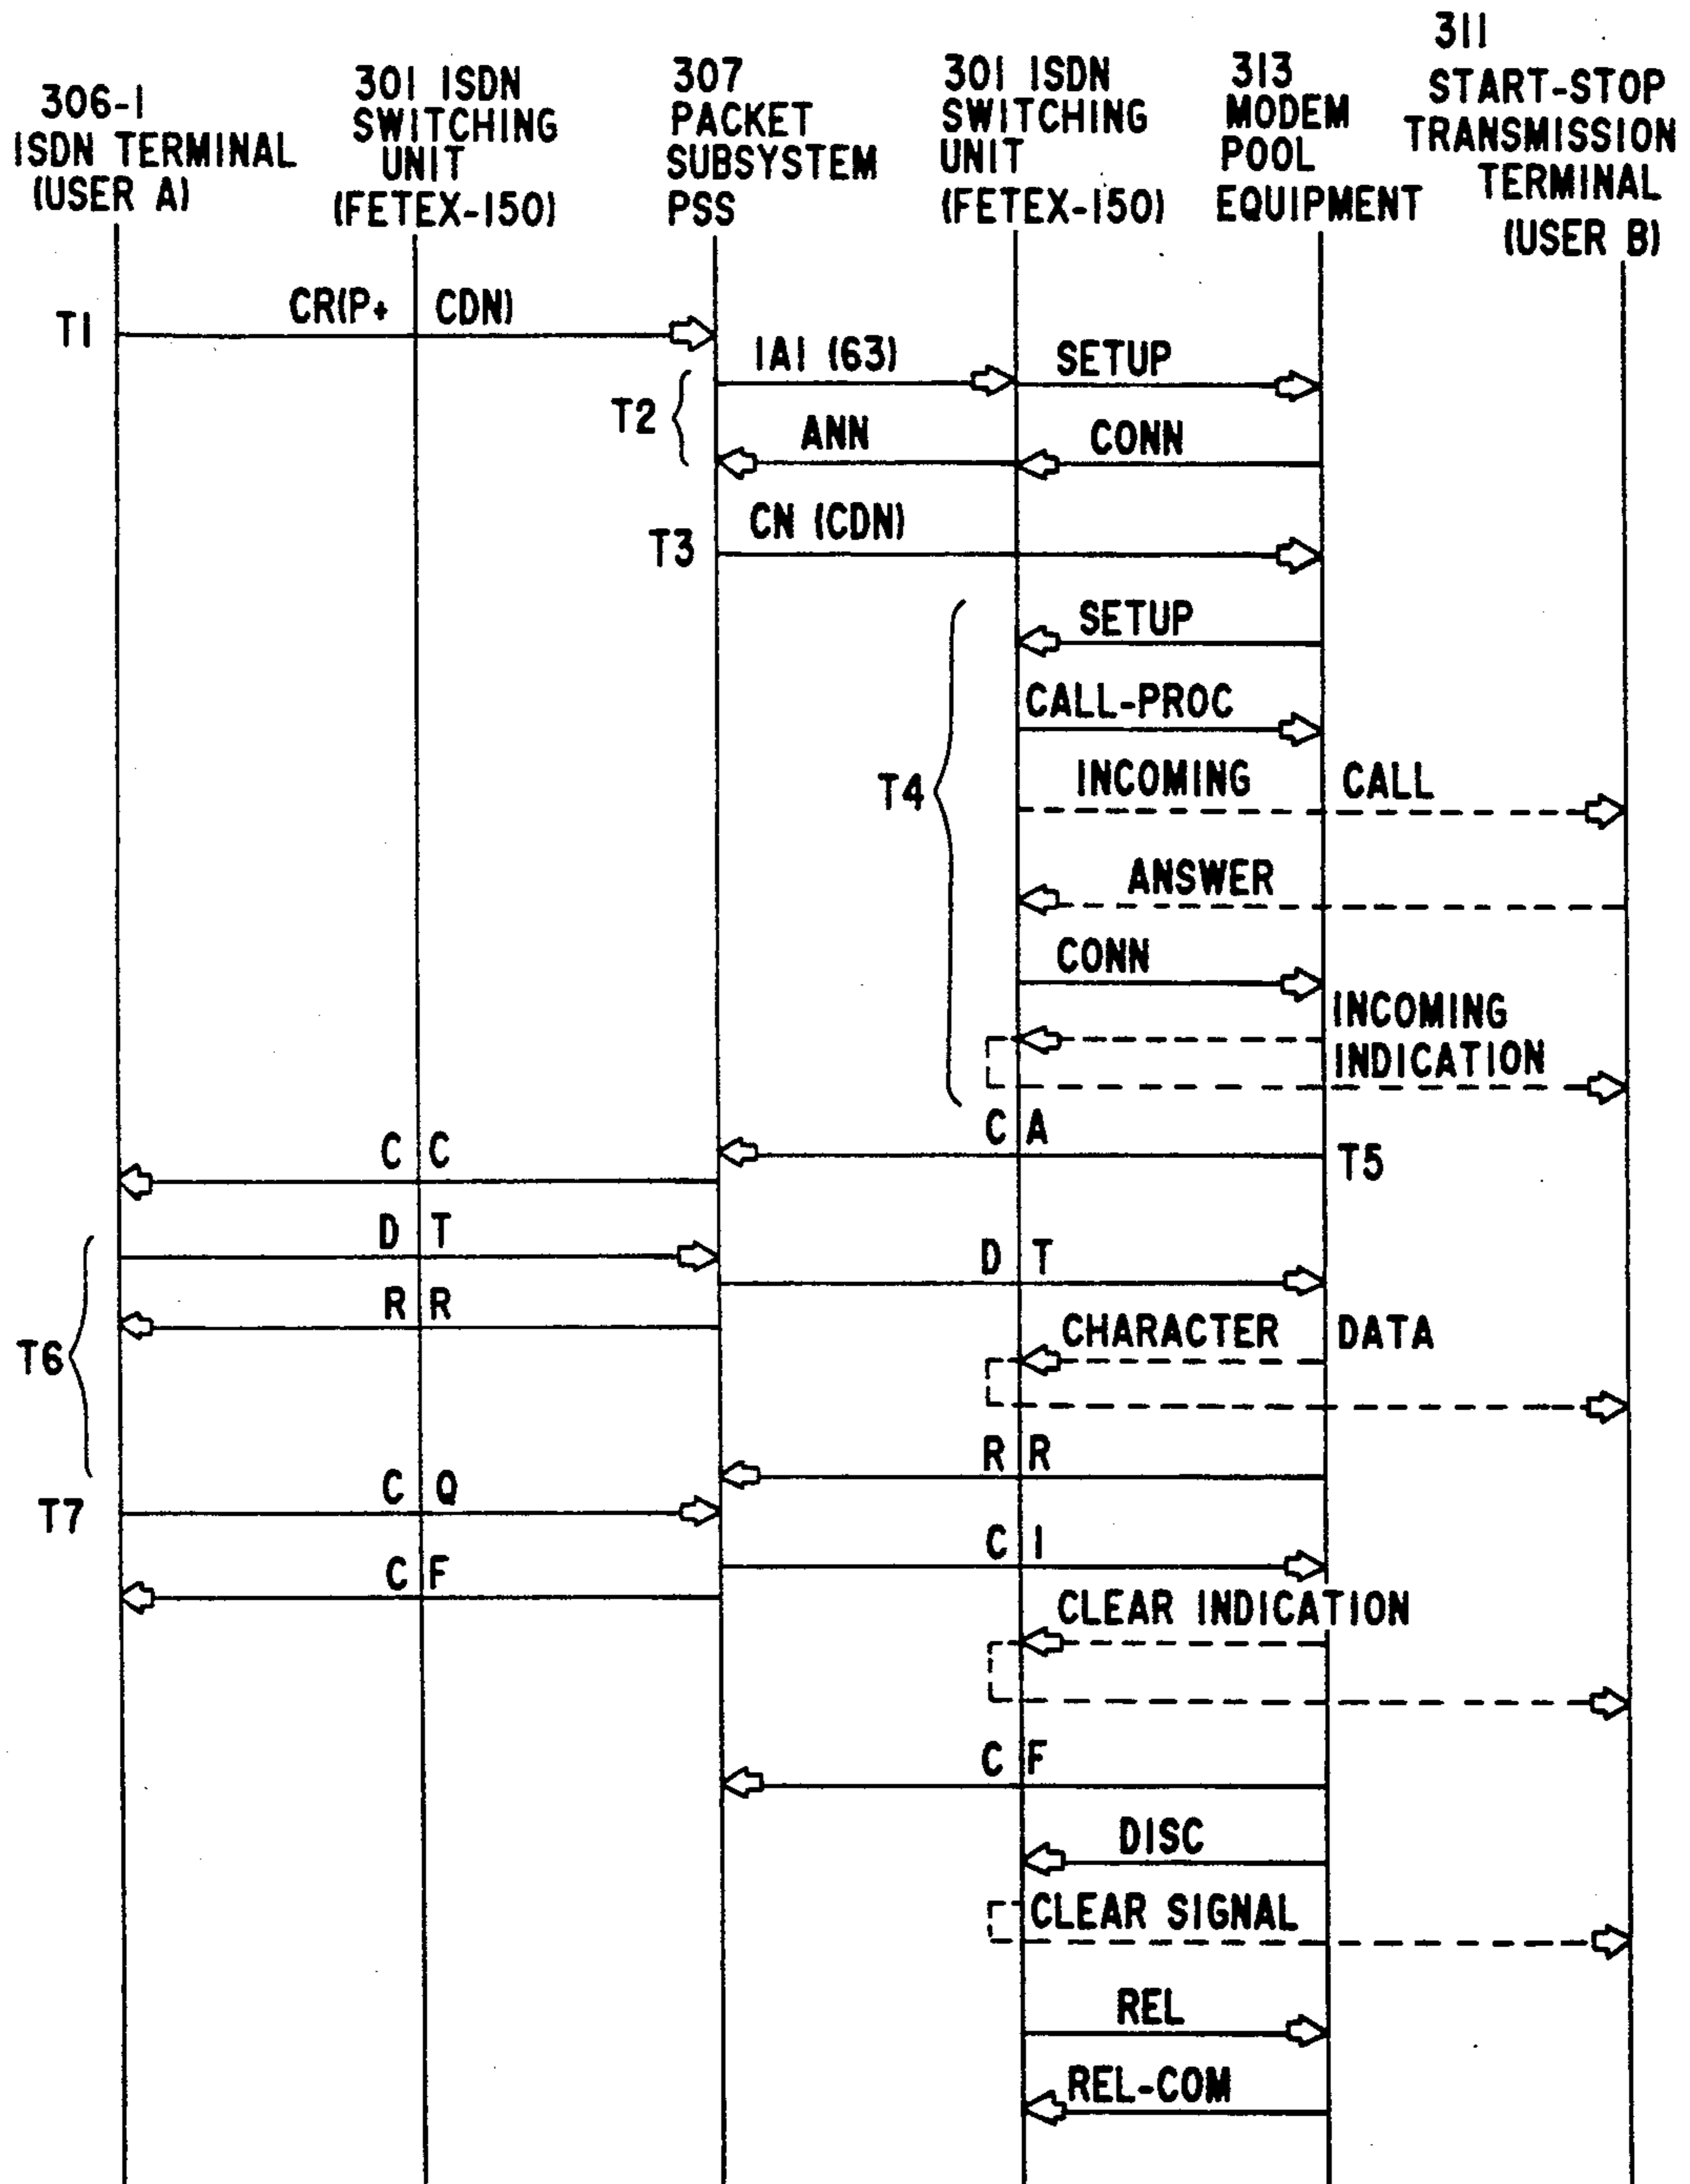 306-1
ISDN TERMINAL
(USER A)
301 ISDN
SWITCHING
UNIT
(FETEX-150)
307
PACKET
SUBSYSTEM
PSS
301 ISDN
SWITCHING
UNIT
(FETEX-150)
313
MODEM
POOL
EQUIPMENT
311
START-STOP
TRANSMISSION
TERMINAL
(USER B)
T1
CR(P+ CDN)
IAI (63)
SETUP
T2
ANN
CONN
CN (CDN)
T3
SETUP
CALL-PROC
T4
INCOMING CALL
ANSWER
CONN
INCOMING
INDICATION
C A
C C
T5
D T
D T
R R
CHARACTER DATA
T6
R R
C Q
T7
C I
C F
CLEAR INDICATION
C F
DISC
CLEAR SIGNAL
REL
REL-COM